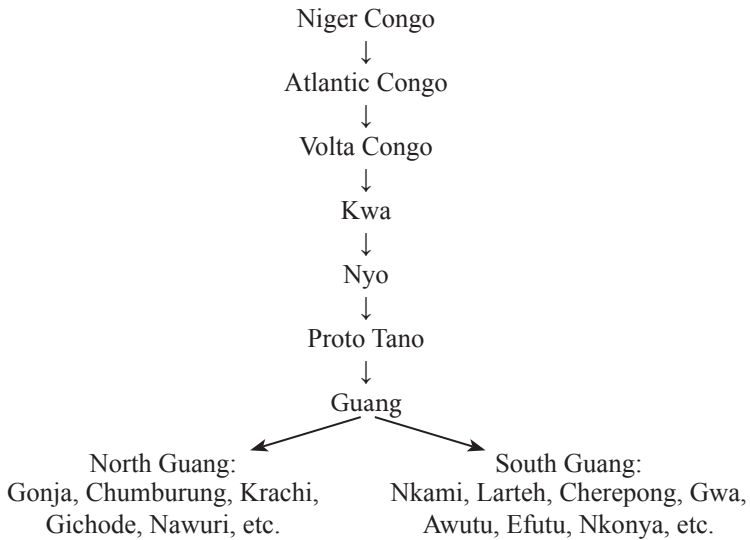 Niger Congo
↓
Atlantic Congo
↓
Volta Congo
↓
Kwa
↓
Nyo
↓
Proto Tano
↓
Guang
North Guang:
Gonja, Chumburung, Krachi,
Gichode, Nawuri, etc.
South Guang:
Nkami, Larteh, Cherepong, Gwa,
Awutu, Efutu, Nkonya, etc.